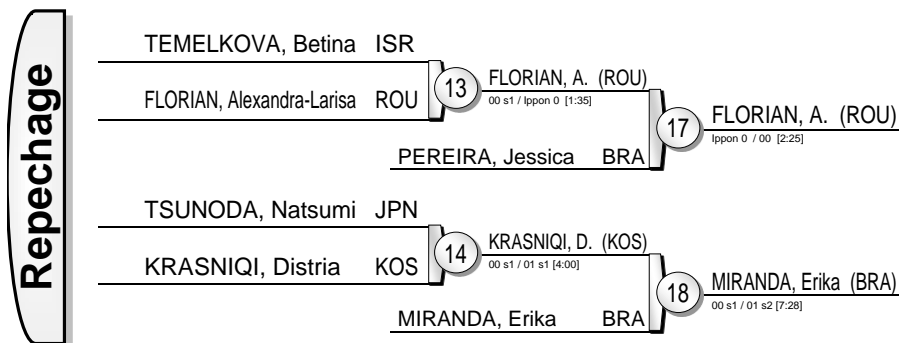 Repechage
TEMELKOVA, Betina ISR
FLORIAN, Alexandra-Larisa ROU
13
FLORIAN, A. (ROU)
00 s1 / Ippon 0 [1:35]
PEREIRA, Jessica BRA
17
FLORIAN, A. (ROU)
Ippon 0 / 00 [2:25]
TSUNODA, Natsumi JPN
KRASNIQI, Distria KOS
14
KRASNIQI, D. (KOS)
00 s1 / 01 s1 [4:00]
MIRANDA, Erika BRA
18
MIRANDA, Erika (BRA)
00 s1 / 01 s2 [7:28]